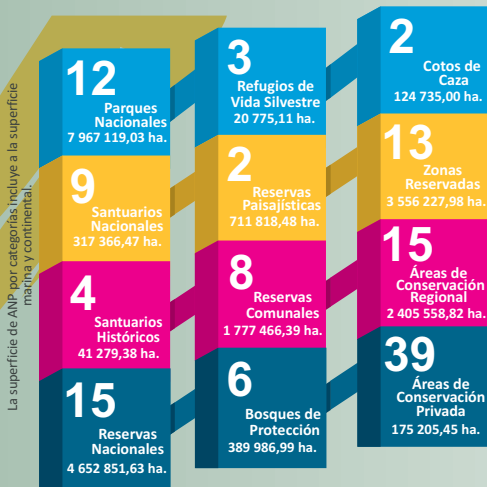 La superficie de ANP por categorías incluye a la superficie
marina y continental.
12
Parques
Nacionales
7 967 119,03 ha.
9
Santuarios
Nacionales
317 366,47 ha.
4
Santuarios
Históricos
41 279,38 ha.
15
Reservas
Nacionales
4 652 851,63 ha.
3
Refugios de
Vida Silvestre
20 775,11 ha.
2
Reservas
Paisajísticas
711 818,48 ha.
8
Reservas
Comunales
1 777 466,39 ha.
6
Bosques de
Protección
389 986,99 ha.
2
Cotos de
Caza
124 735,00 ha.
13
Zonas
Reservadas
3 556 227,98 ha.
15
Áreas de
Conservación
Regional
2 405 558,82 ha.
39
Áreas de
Conservación
Privada
175 205,45 ha.